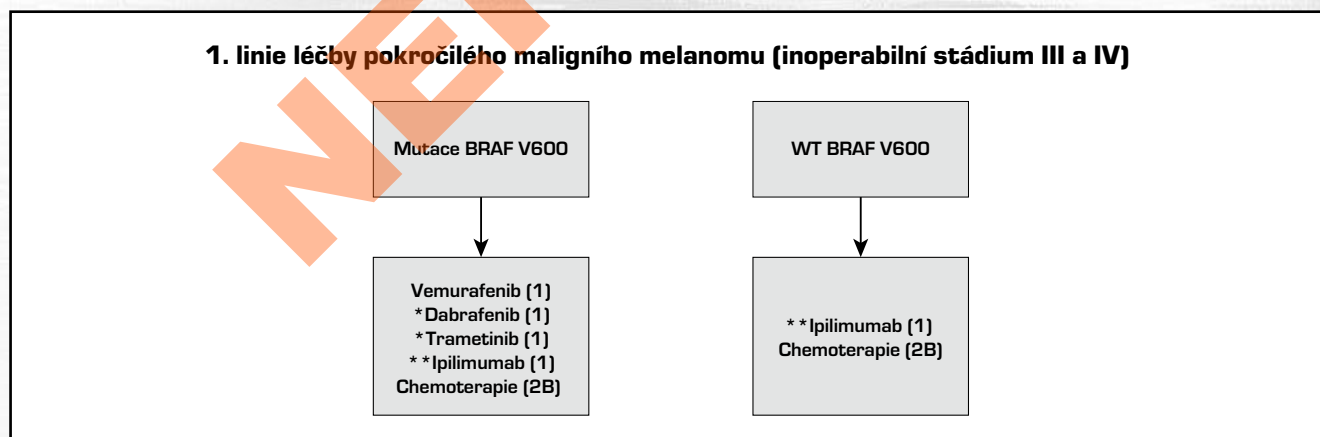 1. linie léčby pokročilého maligního melanomu (inoperabilní stádium III a IV)
Mutace BRAF V600
WT BRAF V600
Vemurafenib (1)
*Dabrafenib (1)
*Trametinib (1)
**Ipilimumab (1)
Chemoterapie (2B)
**Ipilimumab (1)
Chemoterapie (2B)